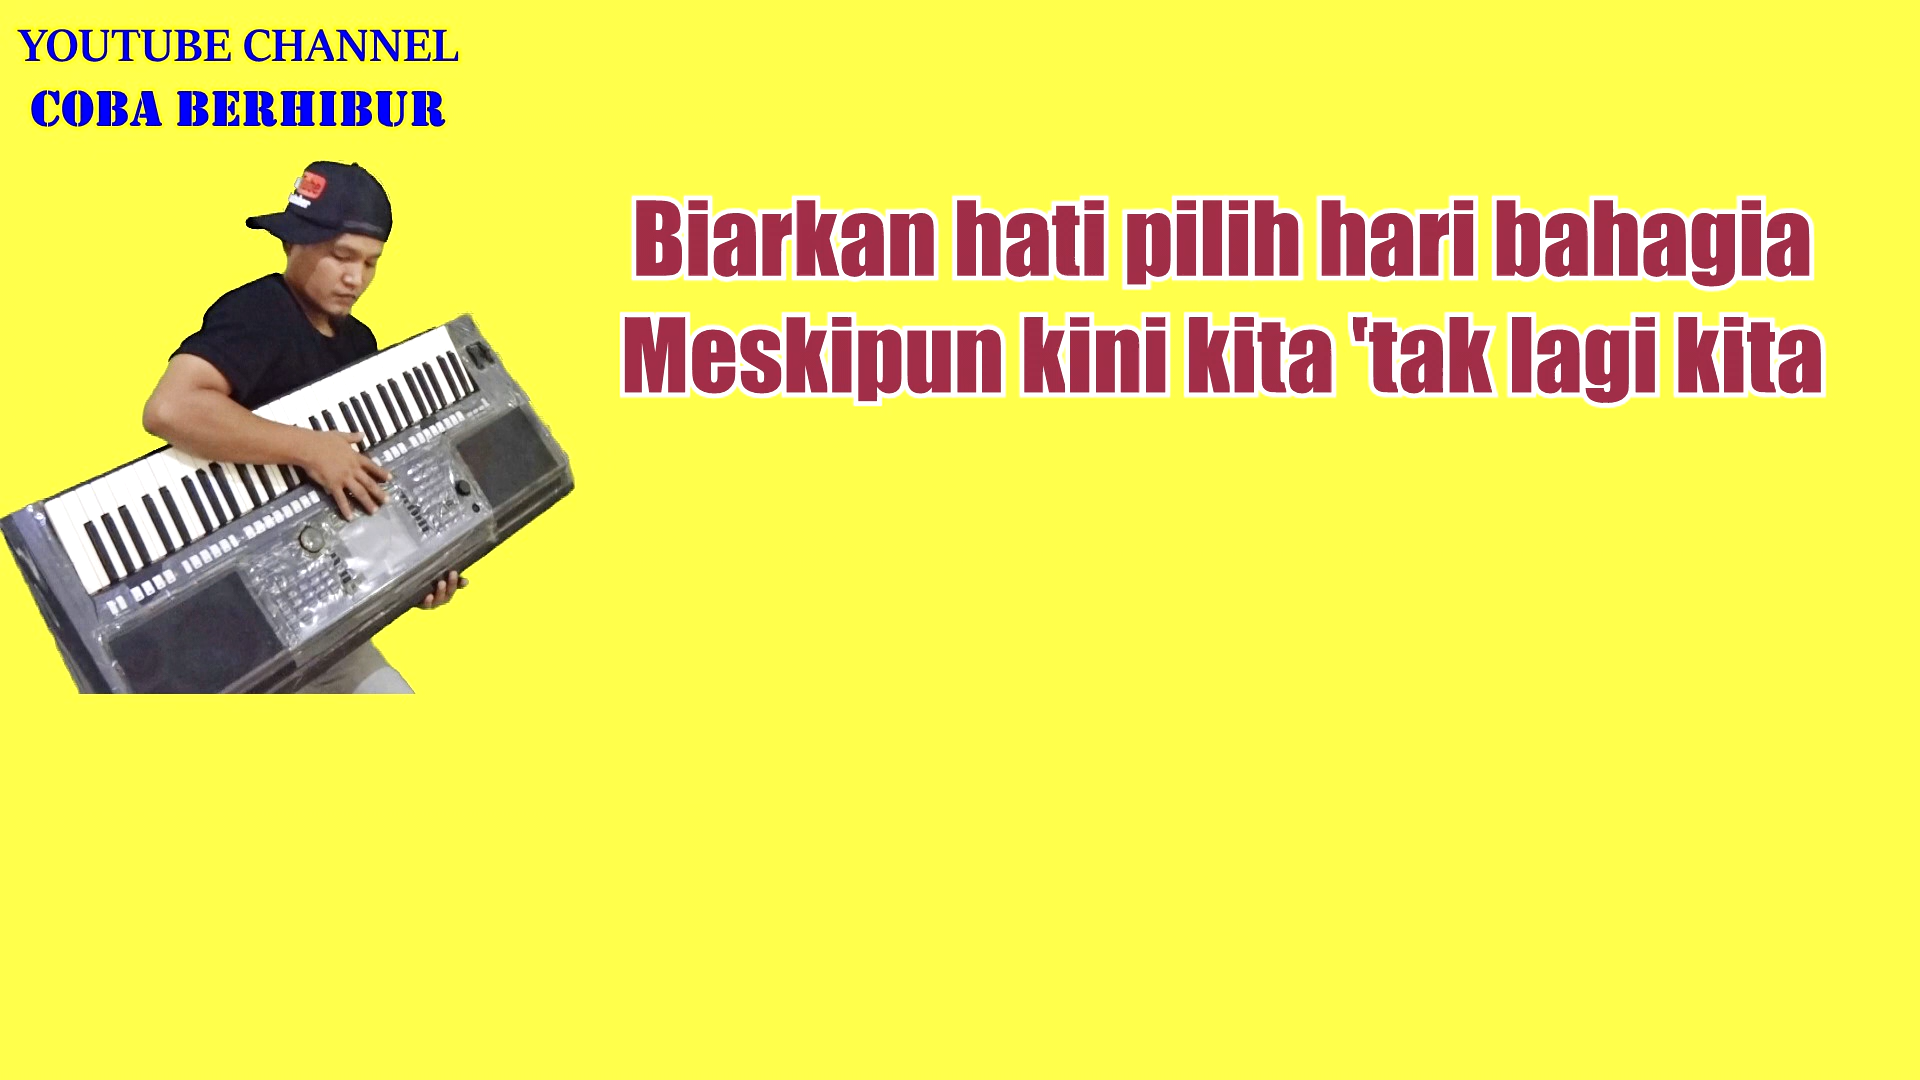 YOUTUBE CHANNEL
COBA BERHIBUR
Biarkan hati pilih hari bahagia
Meskipun kini kita 'tak lagi kita